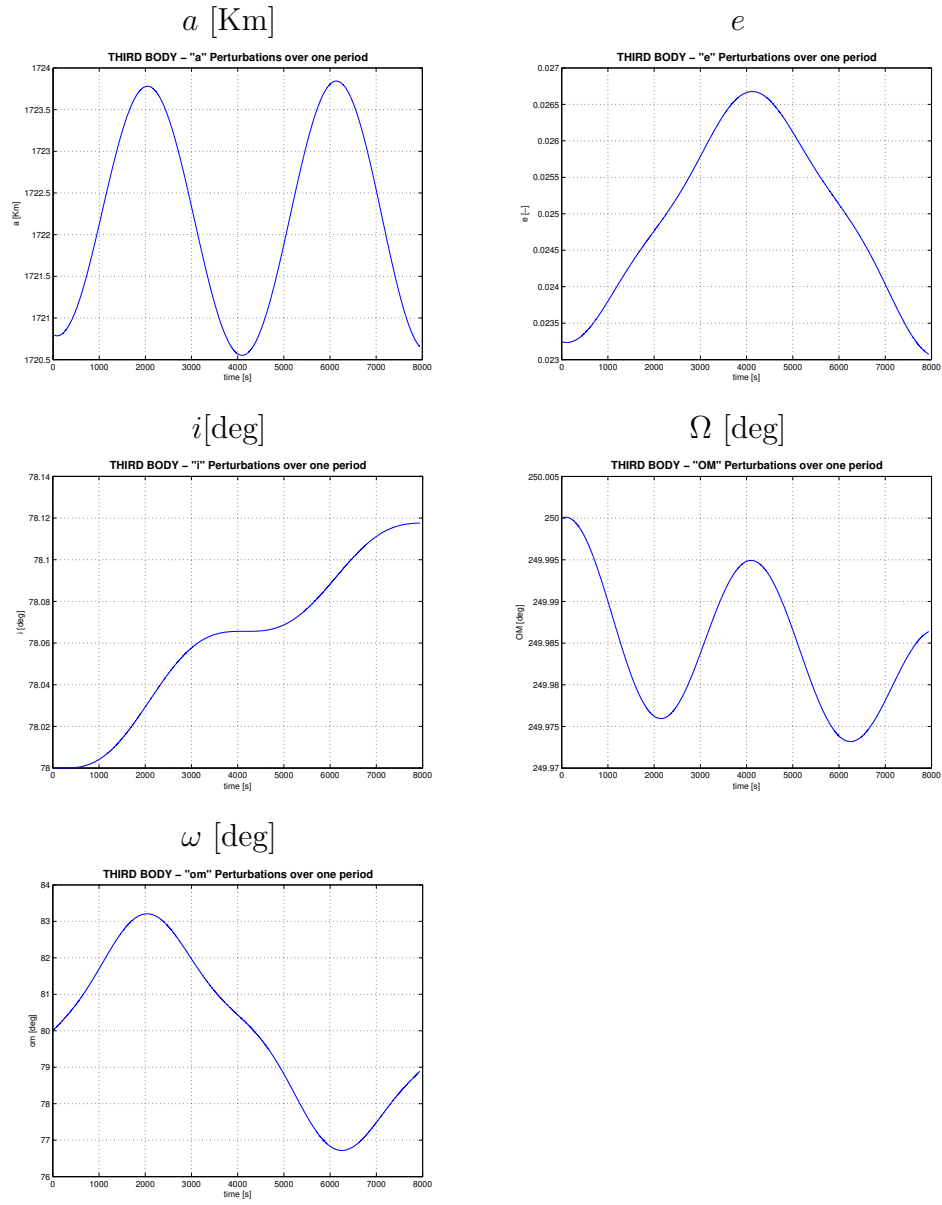 a [Km]
THIRD BODY – "a" Perturbations over one period
1724
1723.5
1723
1722.5
1722
1721.5
1721
1720.5
a [Km]
0 1000 2000 3000 4000 5000 6000 7000 8000
time [s]
e
THIRD BODY – "e" Perturbations over one period
0.027
0.0265
0.026
0.0255
0.025
0.0245
0.024
0.0235
0.023
e [–]
0 1000 2000 3000 4000 5000 6000 7000 8000
time [s]
i[deg]
THIRD BODY – "i" Perturbations over one period
78.14
78.12
78.1
78.08
78.06
78.04
78.02
78
i [deg]
0 1000 2000 3000 4000 5000 6000 7000 8000
time [s]
Ω [deg]
THIRD BODY – "OM" Perturbations over one period
250.005
250
249.995
249.99
249.985
249.98
249.975
249.97
OM [deg]
0 1000 2000 3000 4000 5000 6000 7000 8000
time [s]
ω [deg]
THIRD BODY – "om" Perturbations over one period
84
83
82
81
80
79
78
77
76
om [deg]
0 1000 2000 3000 4000 5000 6000 7000 8000
time [s]